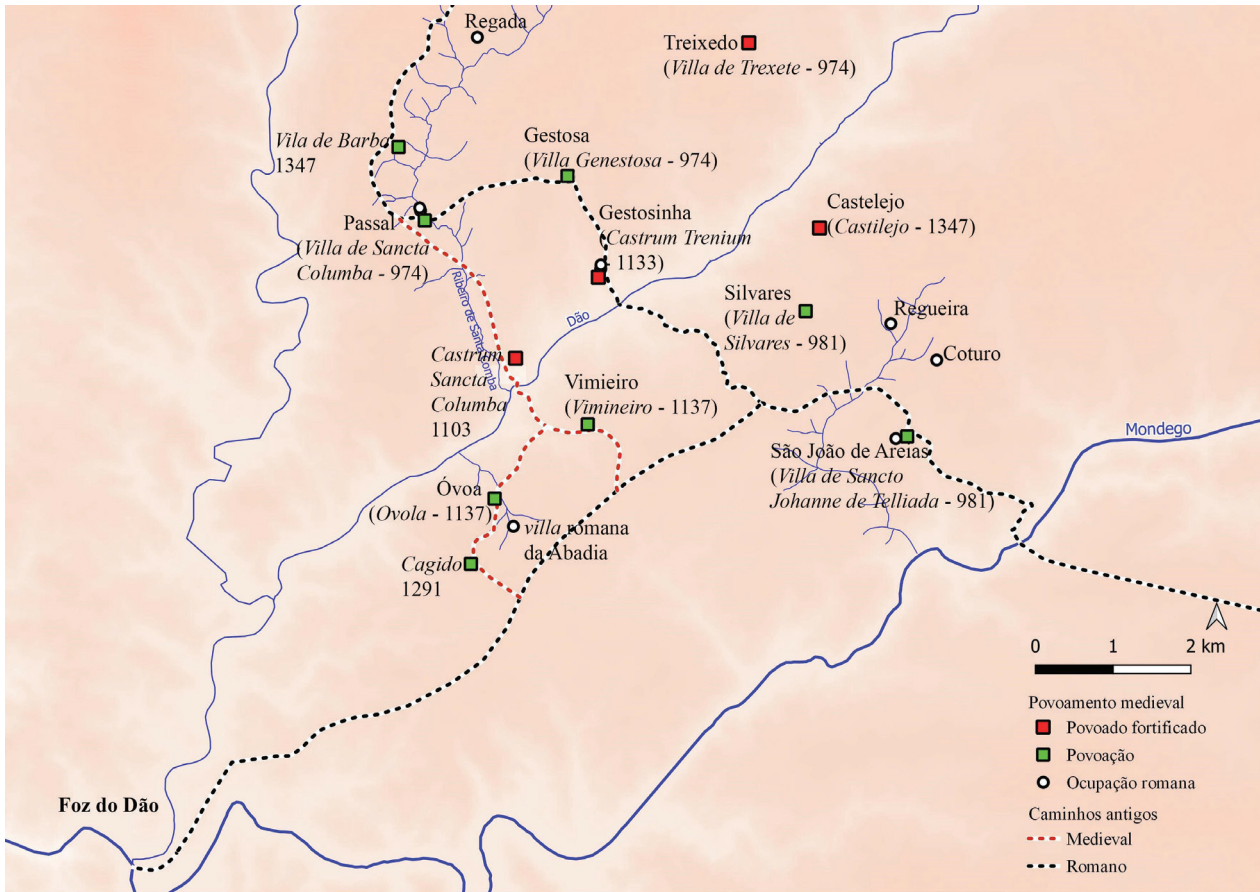 Regada
Treixedo
(Villa de Trexete - 974)
Vila de Barba
1347
Gestosa
(Villa Genestosa - 974)
Passal
(Villa de Sancta
Columba - 974)
Gestosinha
(Castrum Trenium
- 1133)
Castelejo
(Castilejo - 1347)
Ribeiro de Santa Comba
Dão
Silvares
(Villa de
Silvares - 981)
Regueira
Coturo
Castrum
Sancta
Columba
1103
Vimieiro
(Vimineiro - 1137)
Mondego
São João de Areias
(Villa de Sancto
Johanne de Telliada - 981)
Óvoa
(Ovola - 1137)
villa romana
da Abadia
Cagido
1291
Foz do Dão
0 1 2 km
Povoamento medieval
Povoado fortificado
Povoação
Ocupação romana
Caminhos antigos
Medieval
Romano